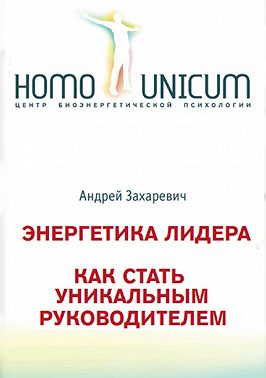 HOMO UNICUM
ЦЕНТР БИОЭНЕРГЕТИЧЕСКОЙ ПСИХОЛОГИИ
Андрей Захаревич
ЭНЕРГЕТИКА ЛИДЕРА
КАК СТАТЬ
УНИКАЛЬНЫМ
РУКОВОДИТЕЛЕМ